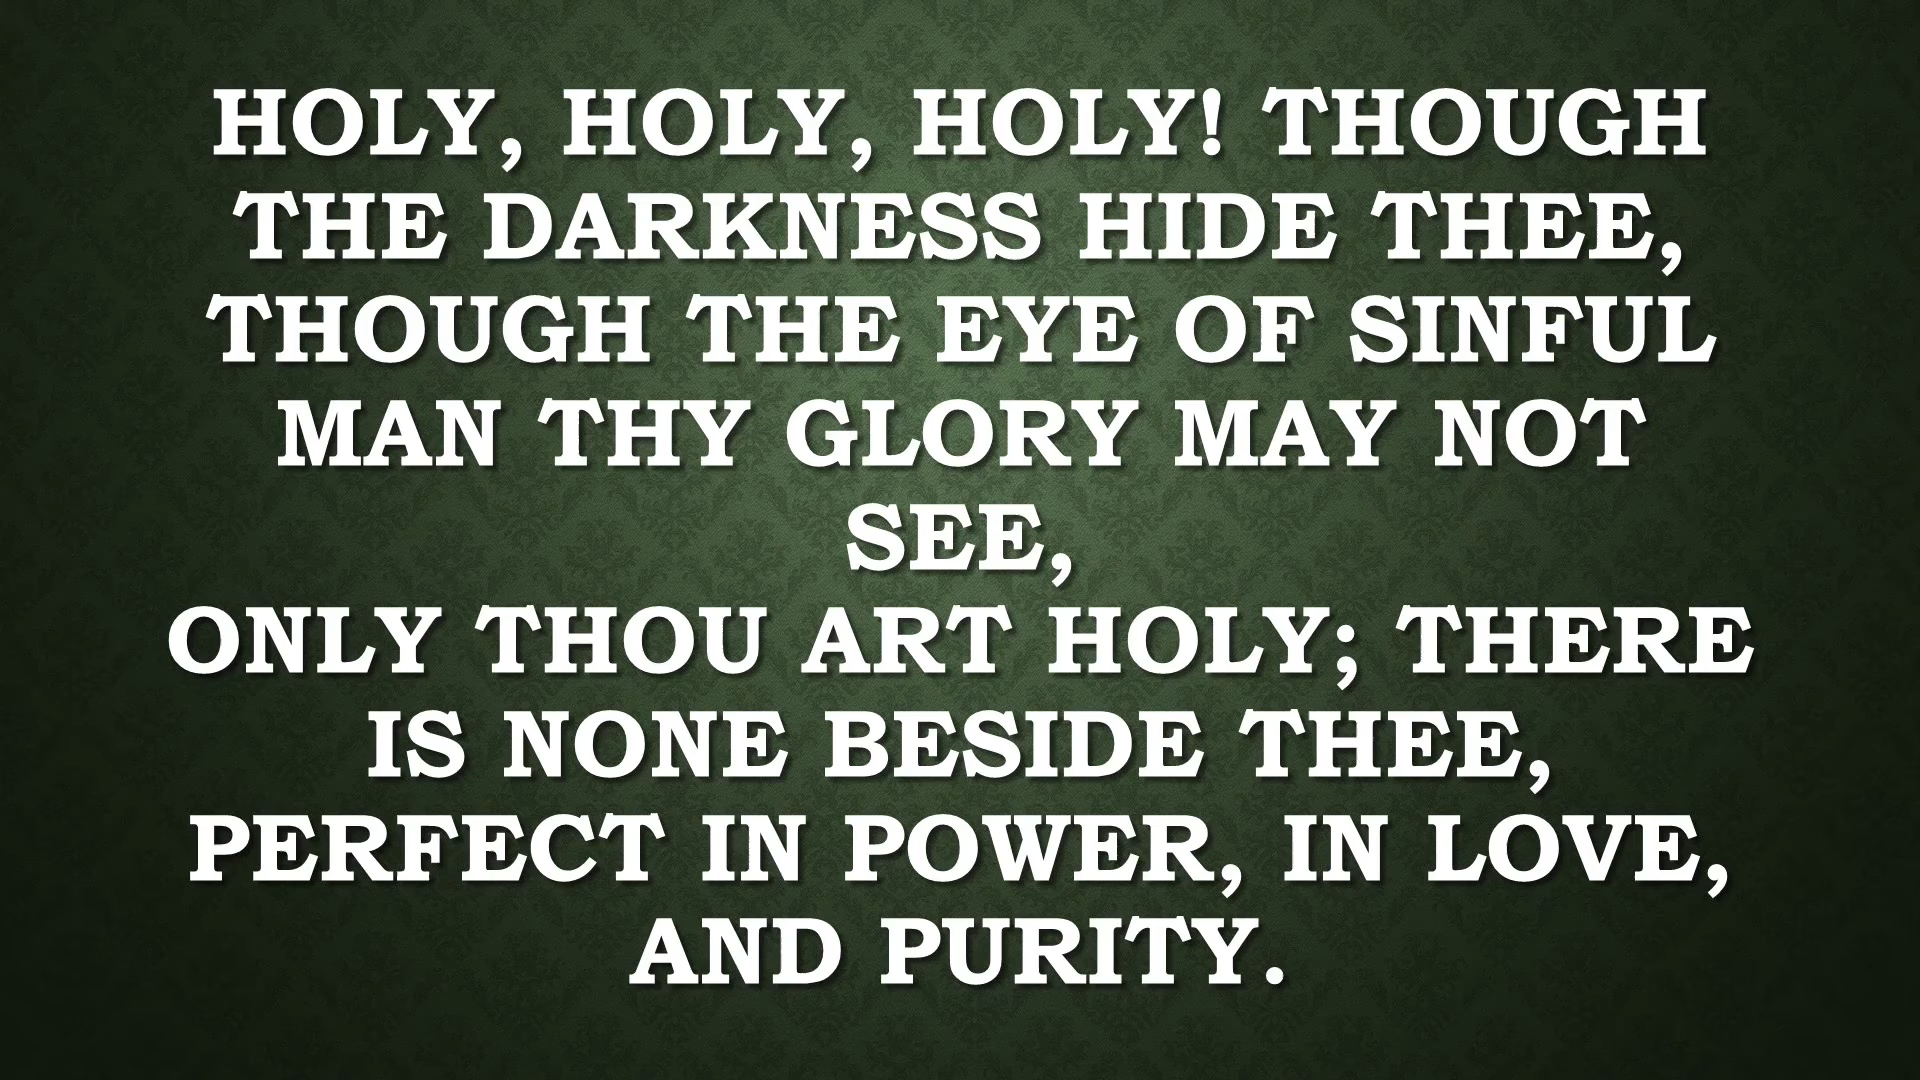 HOLY, HOLY, HOLY! THOUGH
THE DARKNESS HIDE THEE,
THOUGH THE EYE OF SINFUL
MAN THY GLORY MAY NOT
SEE,
ONLY THOU ART HOLY; THERE
IS NONE BESIDE THEE,
PERFECT IN POWER, IN LOVE,
AND PURITY.